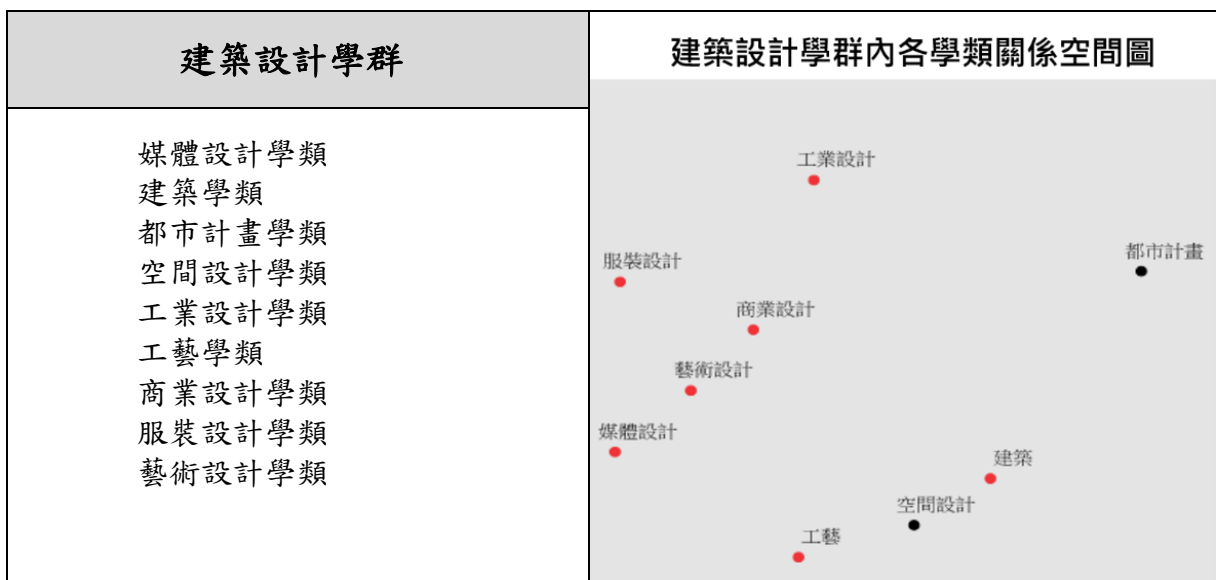 建築設計學群
媒體設計學類
建築學類
都市計畫學類
空間設計學類
工業設計學類
工藝學類
商業設計學類
服裝設計學類
藝術設計學類
建築設計學群內各學類關係空間圖
工業設計
都市計畫
服裝設計
商業設計
藝術設計
媒體設計
建築
空間設計
工藝